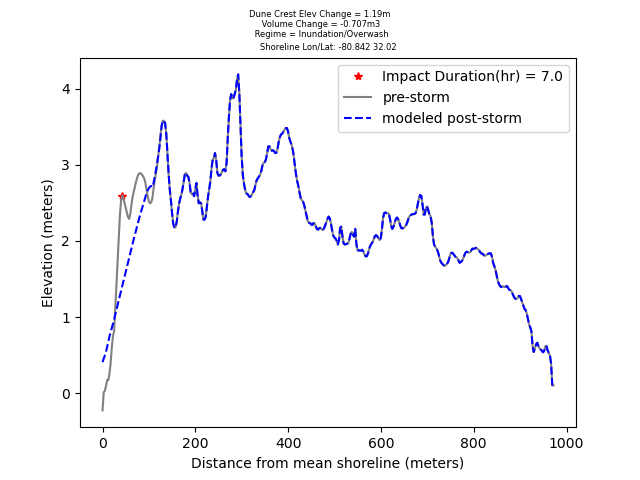 Dune Crest Elev Change = 1.19m
Volume Change = -0.707m3
Regime = Inundation/Overwash
Shoreline Lon/Lat: -80.842 32.02
Impact Duration(hr) = 7.0
pre-storm
modeled post-storm
4
3
2
1
0
Elevation (meters)
0 200 400 600 800 1000
Distance from mean shoreline (meters)